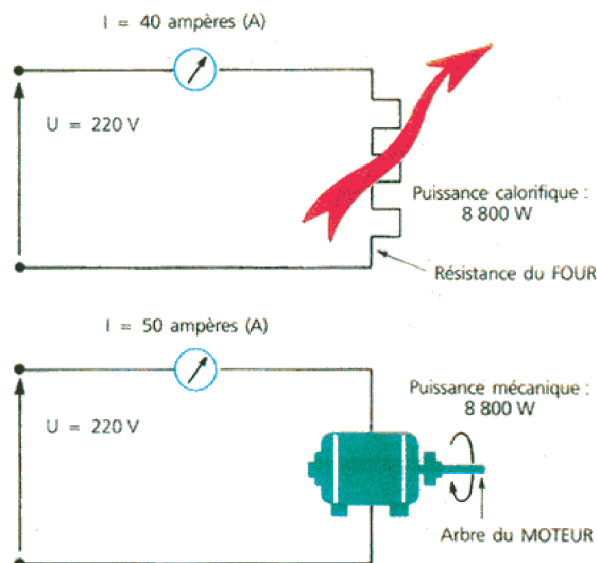 I = 40 ampères (A)
U = 220 V
Puissance calorifique :
8 800 W
Résistance du FOUR
I = 50 ampères (A)
Puissance mécanique :
8 800 W
U = 220 V
Arbre du MOTEUR